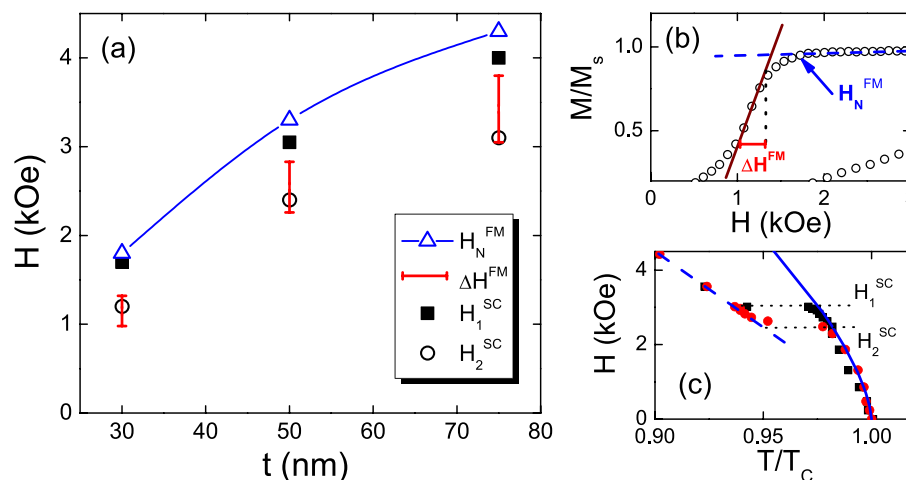 (a)
H (kOe)
4
3
2
1
0
30
40
50
60
70
80
t (nm)
H_N^FM
ΔH^FM
H_1^SC
H_2^SC
(b)
M/M_s
1.0
0.5
H_N^FM
ΔH^FM
0
1
2
H (kOe)
(c)
H (kOe)
4
2
0
H_1^SC
H_2^SC
0.90
0.95
1.00
T/T_C